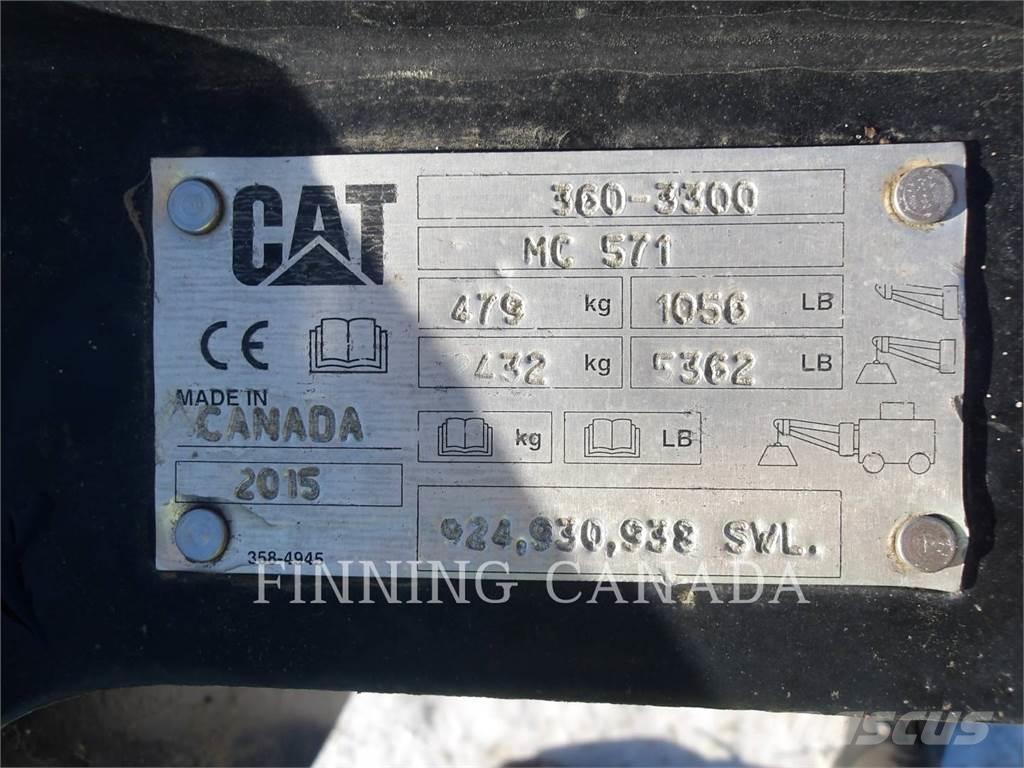 CAT
360-3300
MC 571
479 kg 1056 LB
432 kg 5362 LB
CE
MADE IN
CANADA
kg LB
2015
924,930,938 SWL.
358-4945
FINNING CANADA